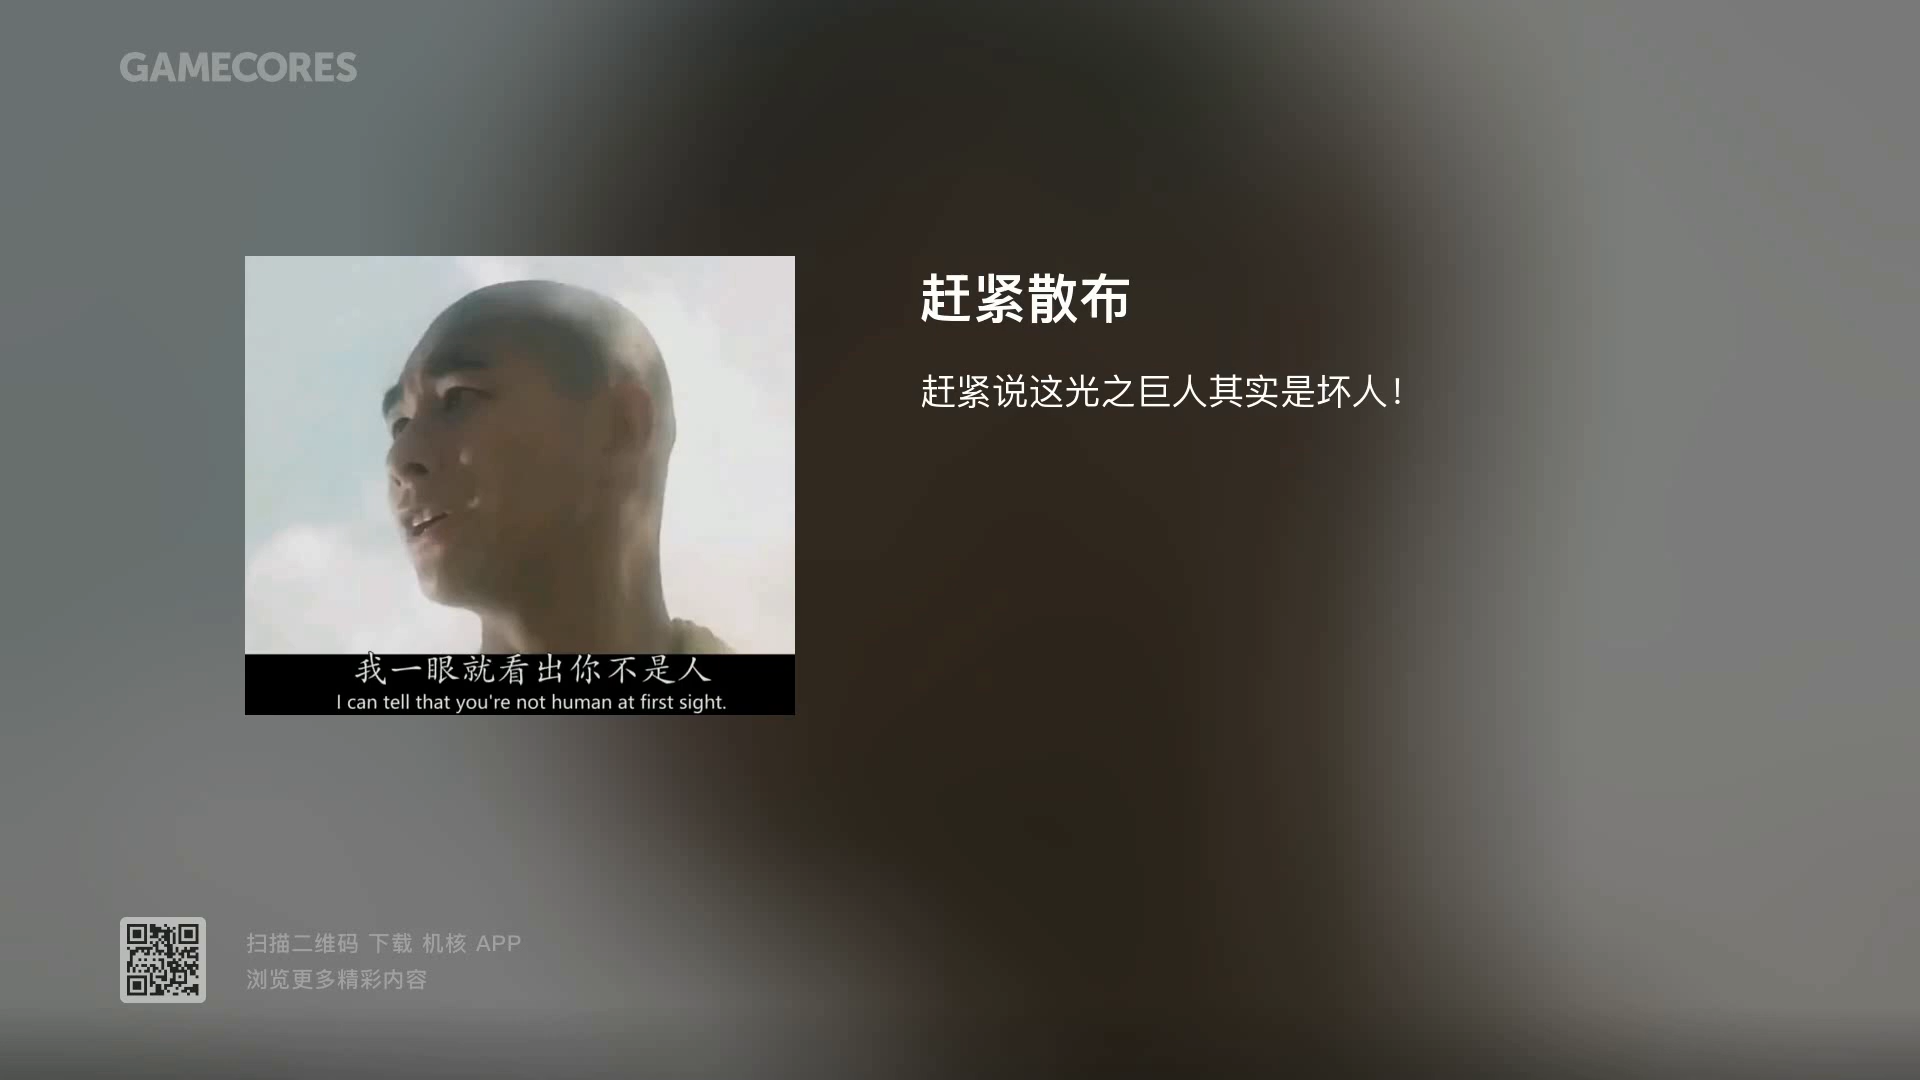 GAMECORES
赶紧散布
赶紧说这光之巨人其实是坏人！
我一眼就看出你不是人
I can tell that you're not human at first sight.
扫描二维码 下载 机核 APP
浏览更多精彩内容